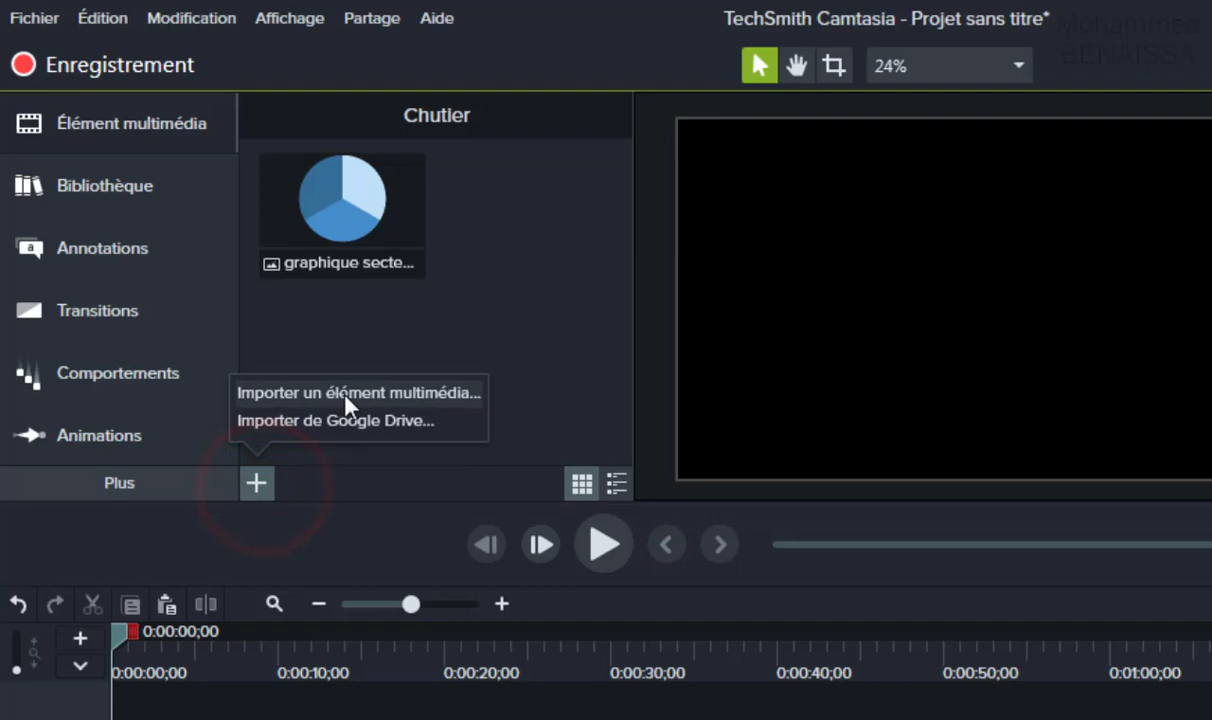 Fichier Édition Modification Affichage Partage Aide
TechSmith Camtasia - Projet sans titre*
Mohammed
BENAISSA
Enregistrement
24%
Élément multimédia
Chutier
Bibliothèque
Annotations
graphique secte...
Transitions
Comportements
Importer un élément multimédia...
Importer de Google Drive...
Animations
Plus
0:00:00;00
0:00:00;00 0:00:10;00 0:00:20;00 0:00:30;00 0:00:40;00 0:00:50;00 0:01:00;00